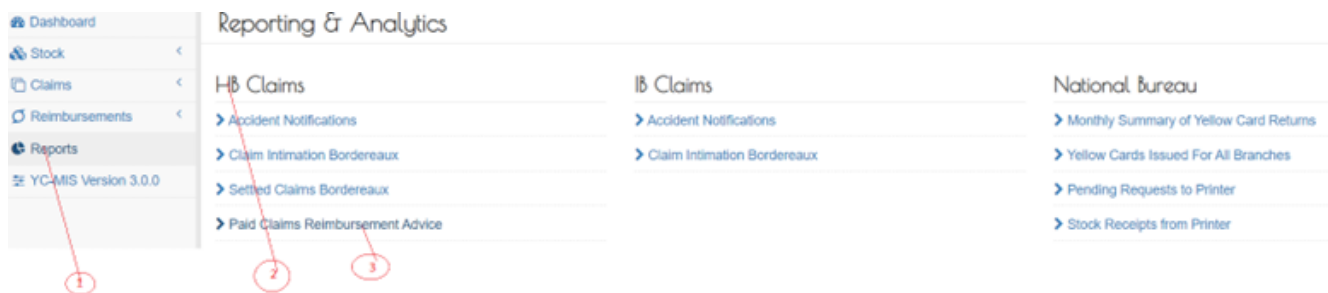 Dashboard
Stock
Claims
Reimbursements
Reports
YC-MIS Version 3.0.0
Reporting & Analytics
HB Claims
Accident Notifications
Claim Intimation Bordereaux
Settled Claims Bordereaux
Paid Claims Reimbursement Advice
IB Claims
Accident Notifications
Claim Intimation Bordereaux
National Bureau
Monthly Summary of Yellow Card Returns
Yellow Cards Issued For All Branches
Pending Requests to Printer
Stock Receipts from Printer
1
2
3